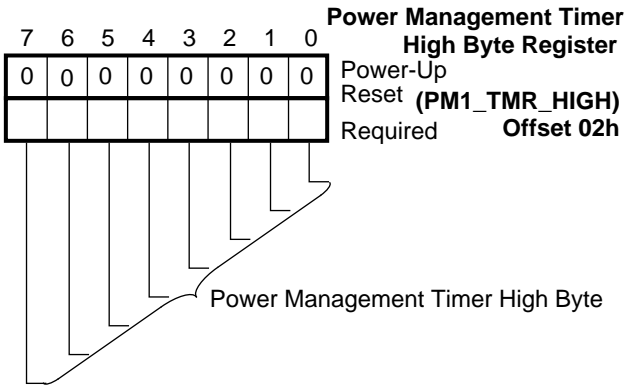 Power Management Timer
High Byte Register
(PM1_TMR_HIGH)
Offset 02h
7 6 5 4 3 2 1 0
0 0 0 0 0 0 0 0
Power-Up
Reset
Required
Power Management Timer High Byte